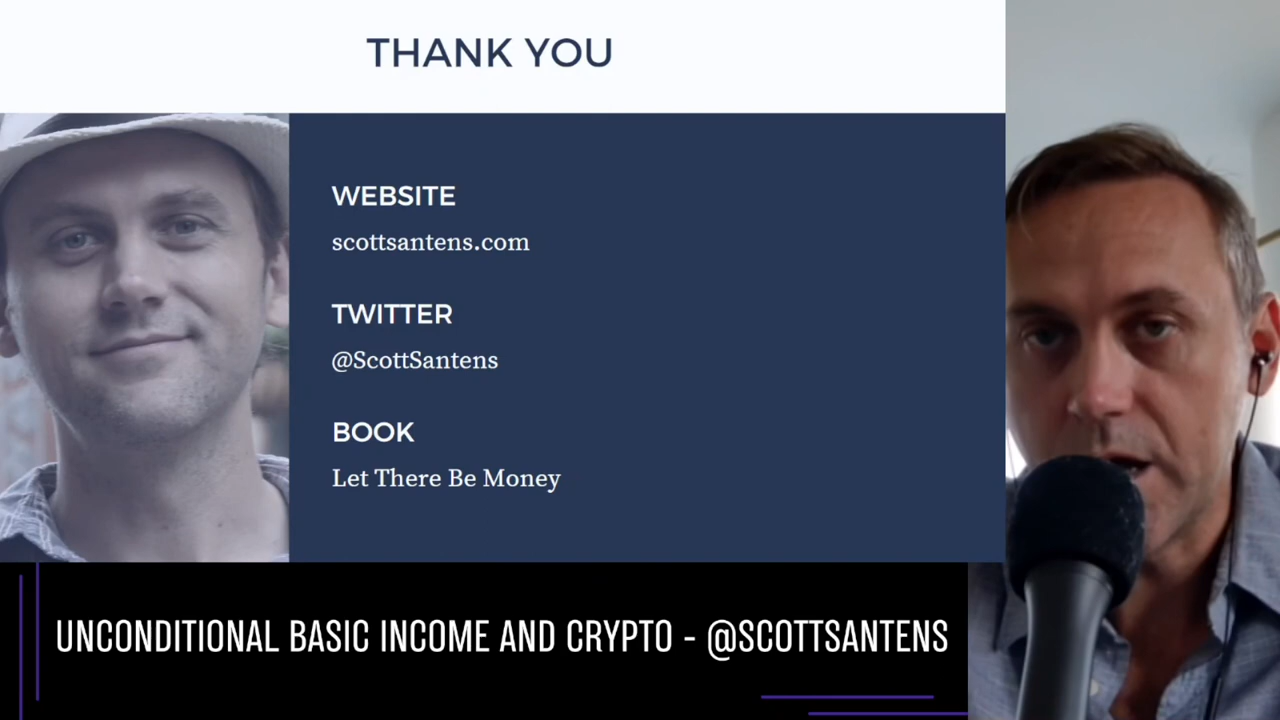 THANK YOU
WEBSITE
scottsantens.com
TWITTER
@ScottSantens
BOOK
Let There Be Money
UNCONDITIONAL BASIC INCOME AND CRYPTO - @SCOTTSANTENS